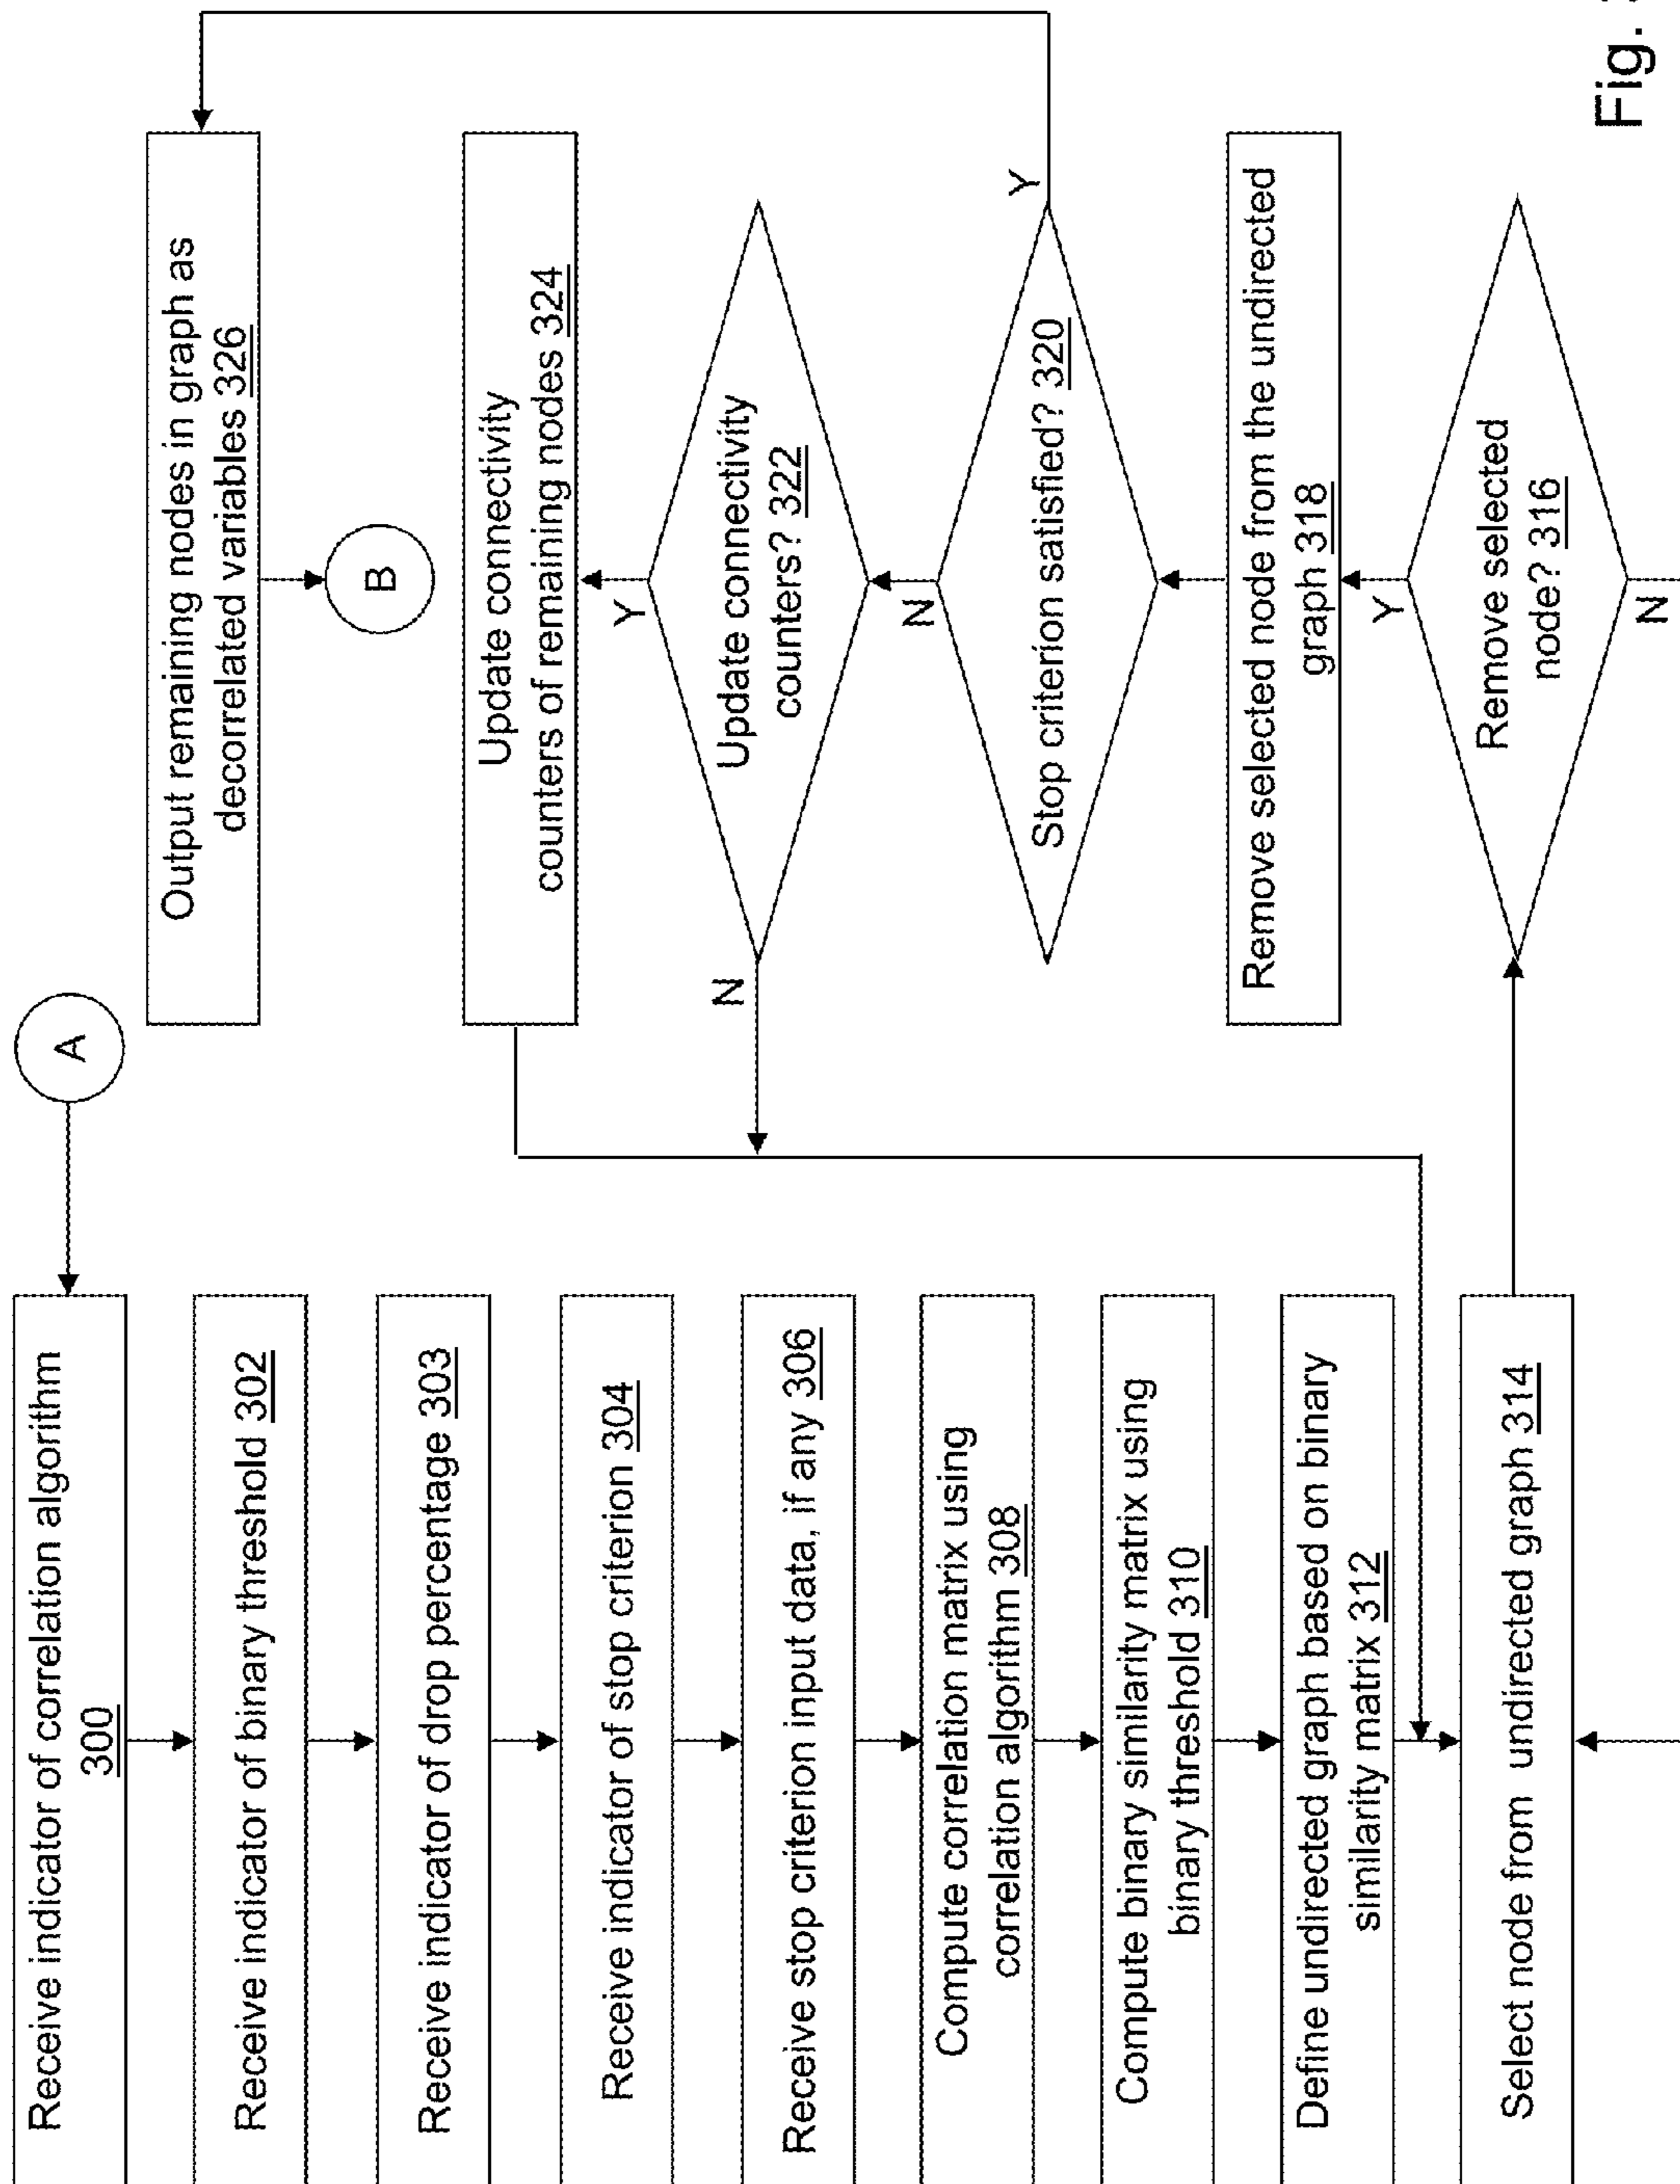 A
Receive indicator of correlation algorithm
300
Receive indicator of binary threshold 302
Receive indicator of drop percentage 303
Receive indicator of stop criterion 304
Receive stop criterion input data, if any 306
Compute correlation matrix using
correlation algorithm 308
Compute binary similarity matrix using
binary threshold 310
Define undirected graph based on binary
similarity matrix 312
Select node from undirected graph 314
Output remaining nodes in graph as
decorrelated variables 326
B
Update connectivity
counters of remaining nodes 324
Y
Update connectivity
counters? 322
N
N
Stop criterion satisfied? 320
Y
Remove selected node from the undirected
graph 318
Y
Remove selected
node? 316
N
Fig.